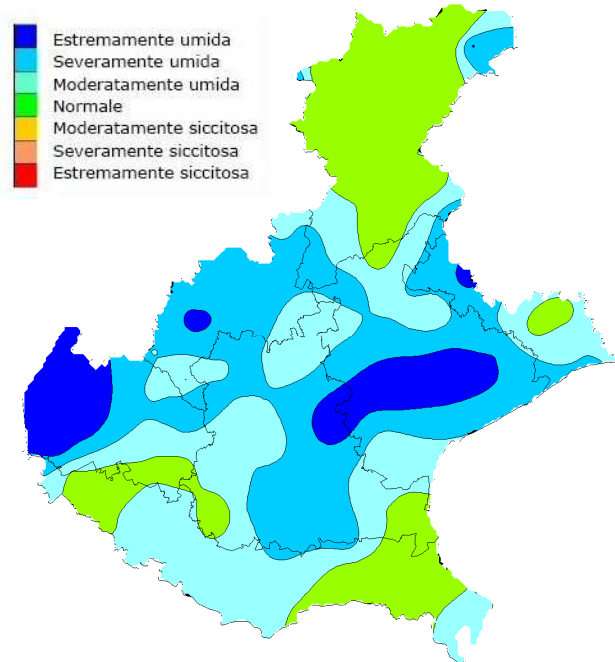 Estremamente umida
Severamente umida
Moderatamente umida
Normale
Moderatamente siccitosa
Severamente siccitosa
Estremamente siccitosa